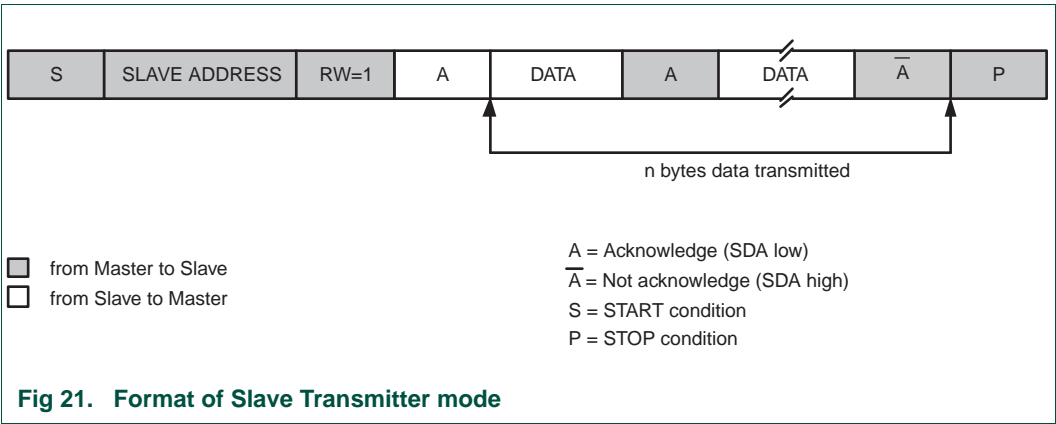 S SLAVE ADDRESS RW=1 A DATA A DATA A̅ P
n bytes data transmitted
from Master to Slave
from Slave to Master
A = Acknowledge (SDA low)
A̅ = Not acknowledge (SDA high)
S = START condition
P = STOP condition
Fig 21. Format of Slave Transmitter mode